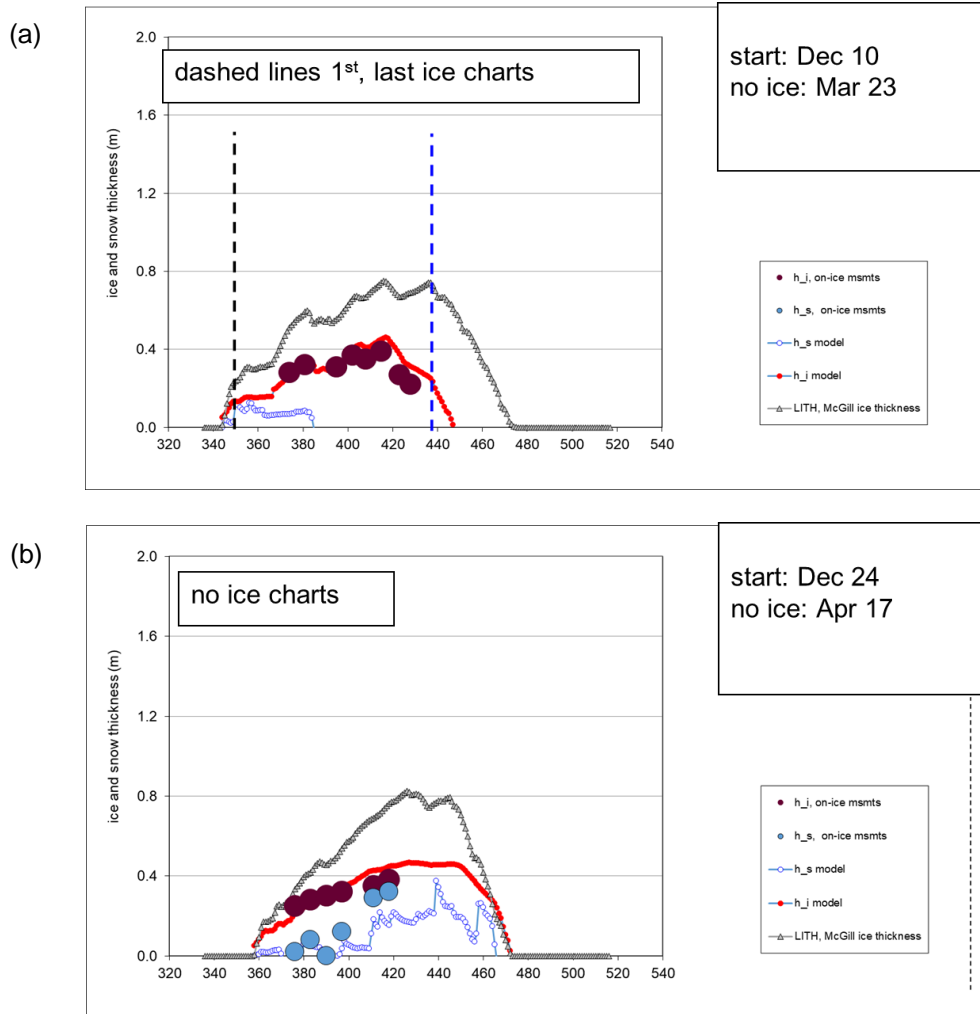 (a)
dashed lines 1st, last ice charts
start: Dec 10
no ice: Mar 23
ice and snow thickness (m)
2.0
1.6
1.2
0.8
0.4
0.0
320 340 360 380 400 420 440 460 480 500 520 540
h_i, on-ice msmts
h_s, on-ice msmts
h_s model
h_i model
LITH, McGill ice thickness
(b)
no ice charts
start: Dec 24
no ice: Apr 17
ice and snow thickness (m)
2.0
1.6
1.2
0.8
0.4
0.0
320 340 360 380 400 420 440 460 480 500 520 540
h_i, on-ice msmts
h_s, on-ice msmts
h_s model
h_i model
LITH, McGill ice thickness